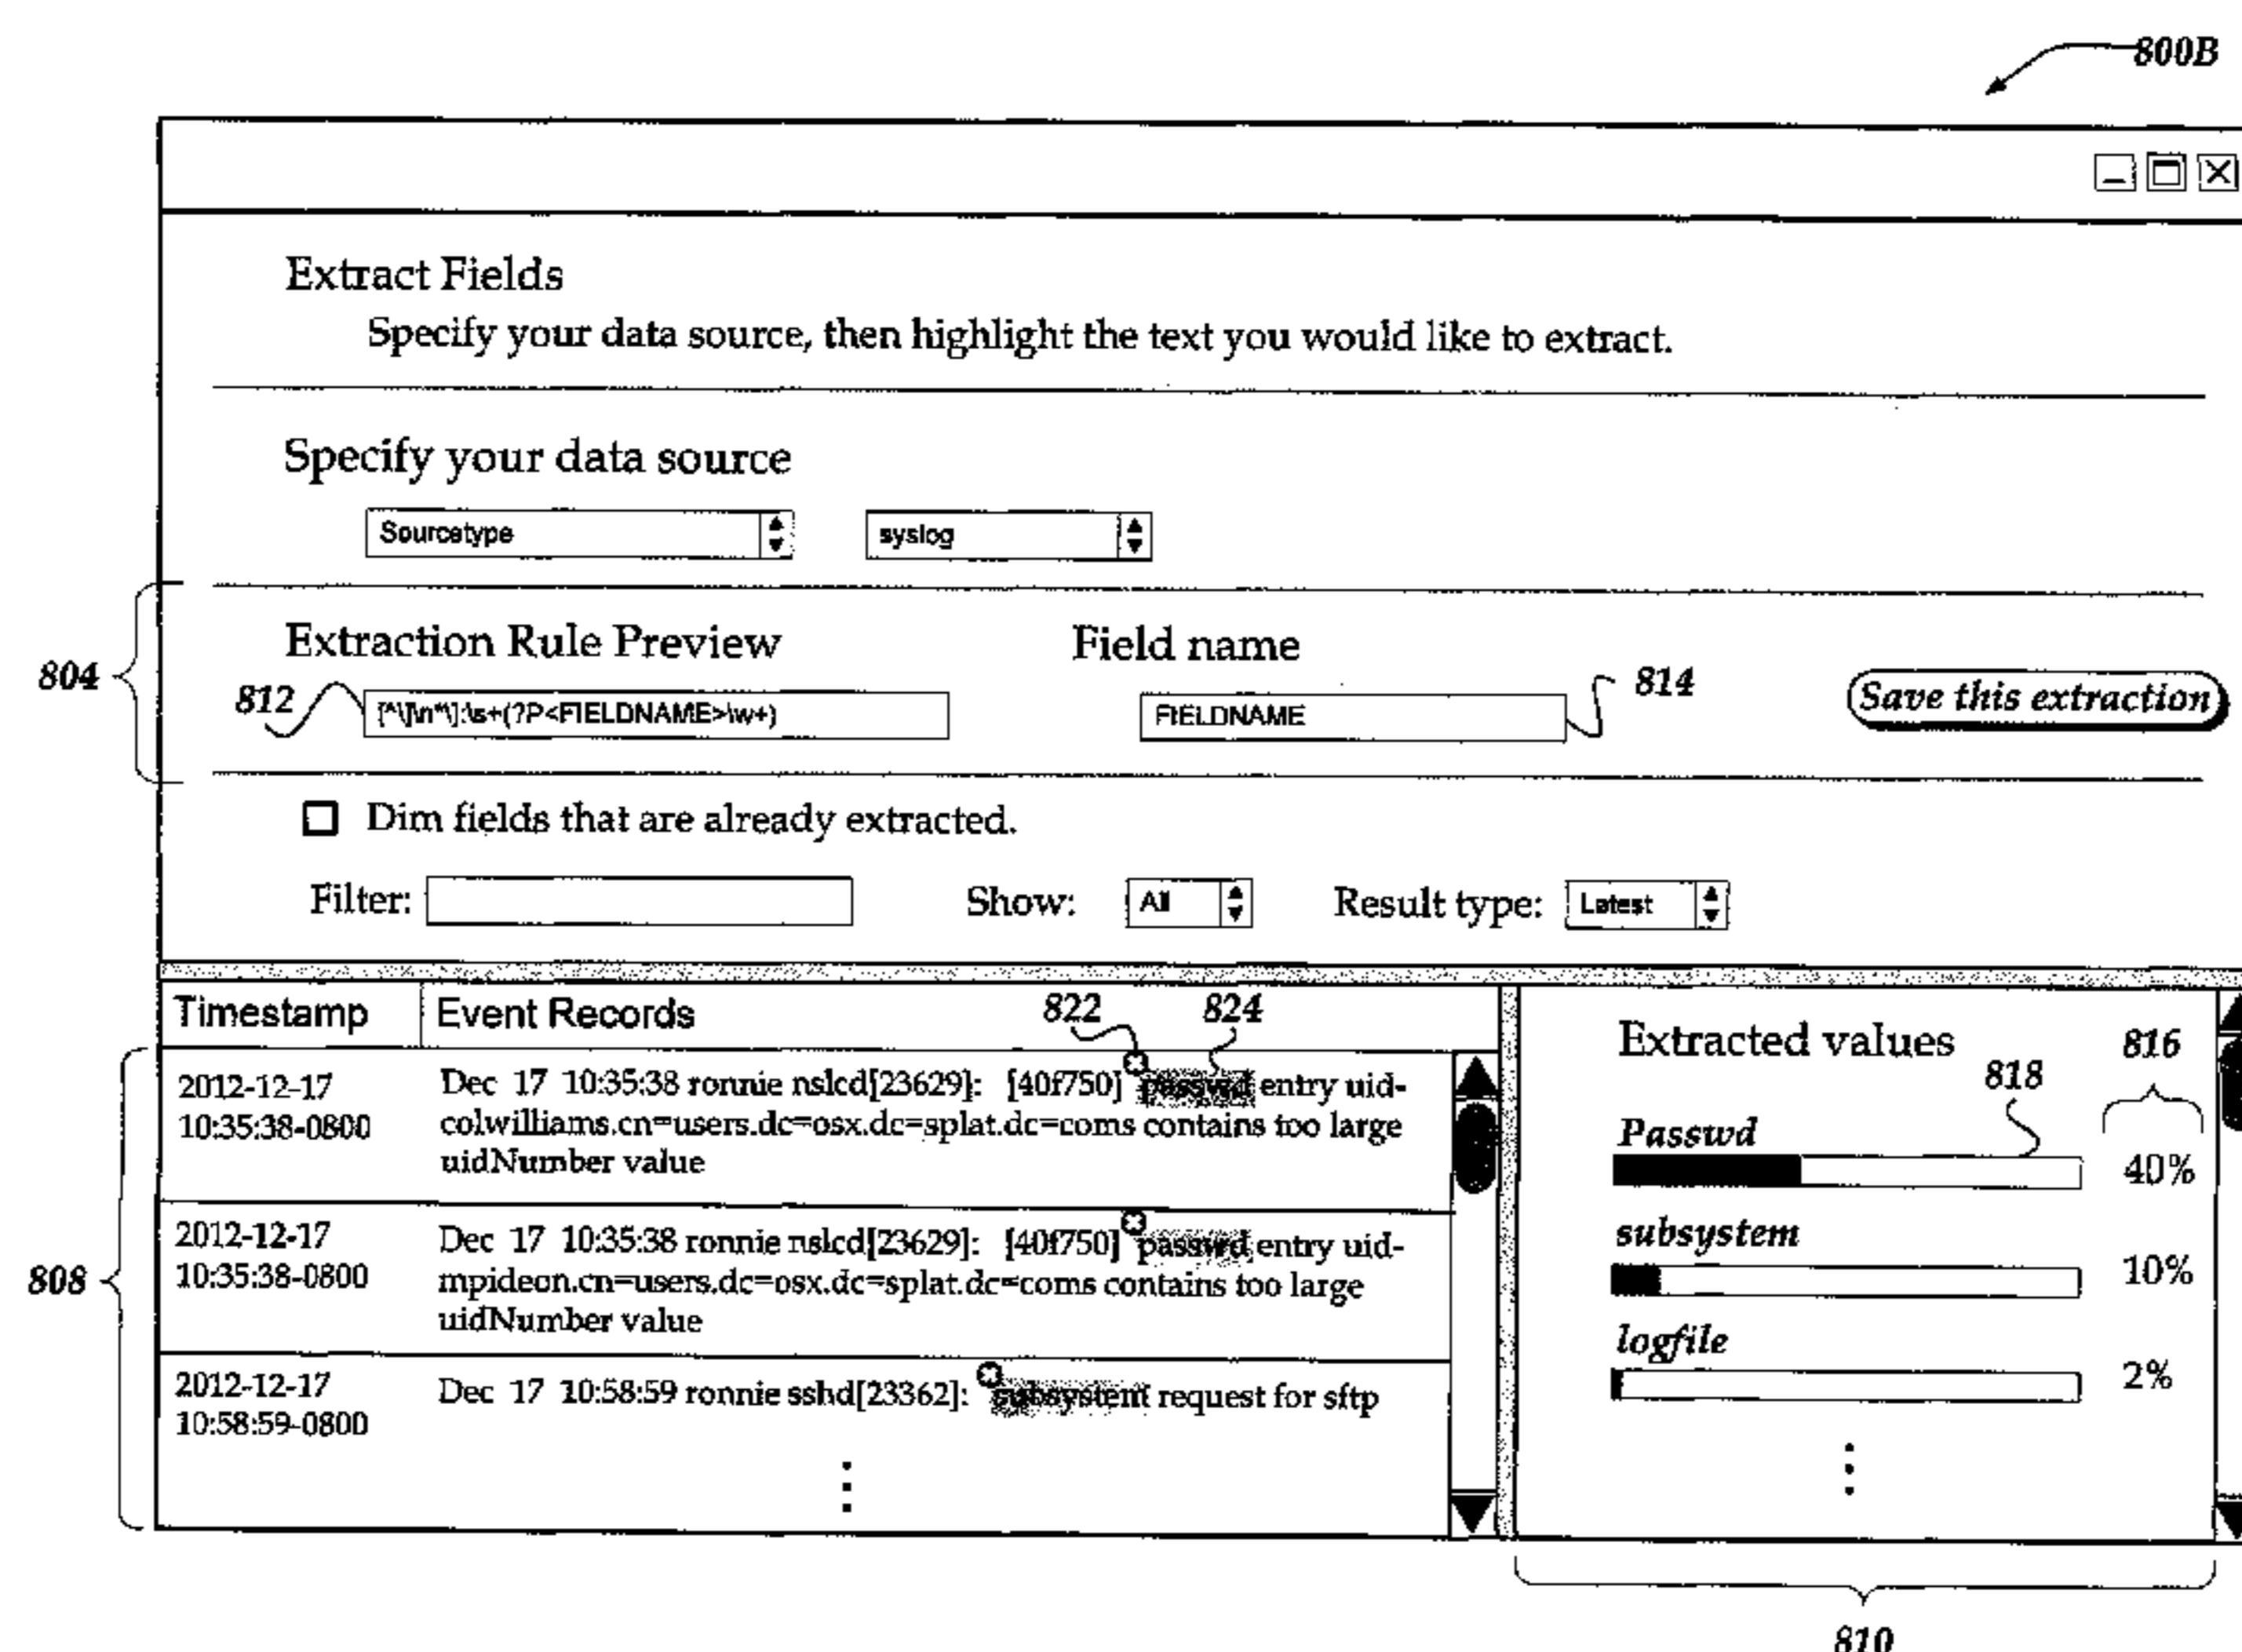 800B
Extract Fields
Specify your data source, then highlight the text you would like to extract.
Specify your data source
Sourcetype syslog
804
Extraction Rule Preview Field name
812 [^\]\n*\]:\s+(?P<FIELDNAME>\w+) FIELDNAME 814 Save this extraction
Dim fields that are already extracted.
Filter: Show: All Result type: Latest
Timestamp Event Records 822 824
808
2012-12-17
10:35:38-0800
Dec 17 10:35:38 ronnie nslcd[23629]: [40f750] passwd entry uid-
colwilliams.cn=users.dc=osx.dc=splat.dc=coms contains too large
uidNumber value
2012-12-17
10:35:38-0800
Dec 17 10:35:38 ronnie nslcd[23629]: [40f750] passwd entry uid-
mpideon.cn=users.dc=osx.dc=splat.dc=coms contains too large
uidNumber value
2012-12-17
10:58:59-0800
Dec 17 10:58:59 ronnie sshd[23362]: subsystem request for sftp
Extracted values 816
818
Passwd
40%
subsystem
10%
logfile
2%
810